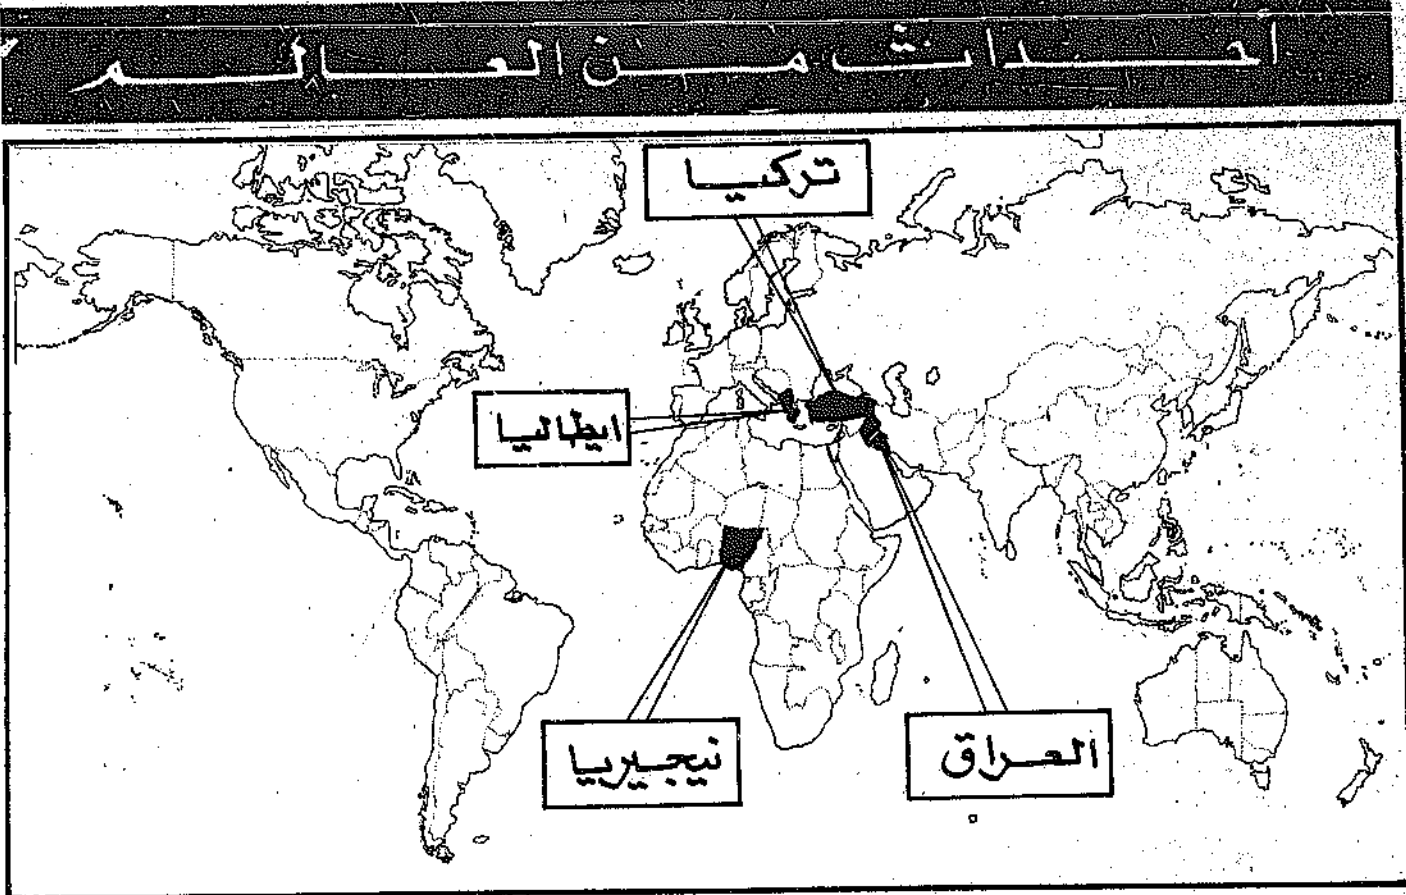 أحداث من العالم
تركيا
ايطاليا
نيجيريا
العراق